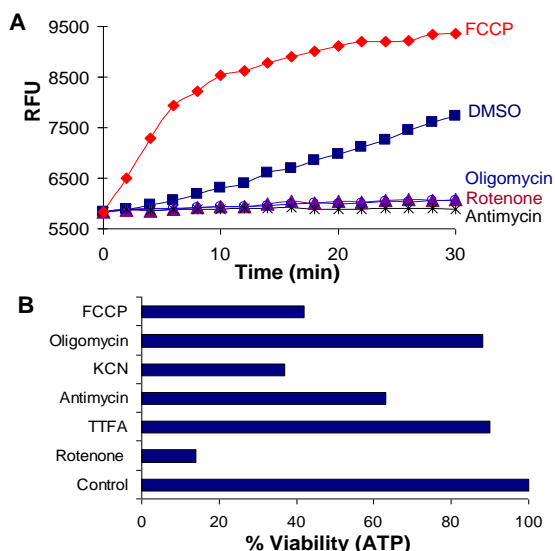 A
9500
8500
7500
6500
5500
RFU
0
10
20
30
Time (min)
FCCP
DMSO
Oligomycin
Rotenone
Antimycin
B
FCCP
Oligomycin
KCN
Antimycin
TTFA
Rotenone
Control
0
20
40
60
80
100
% Viability (ATP)